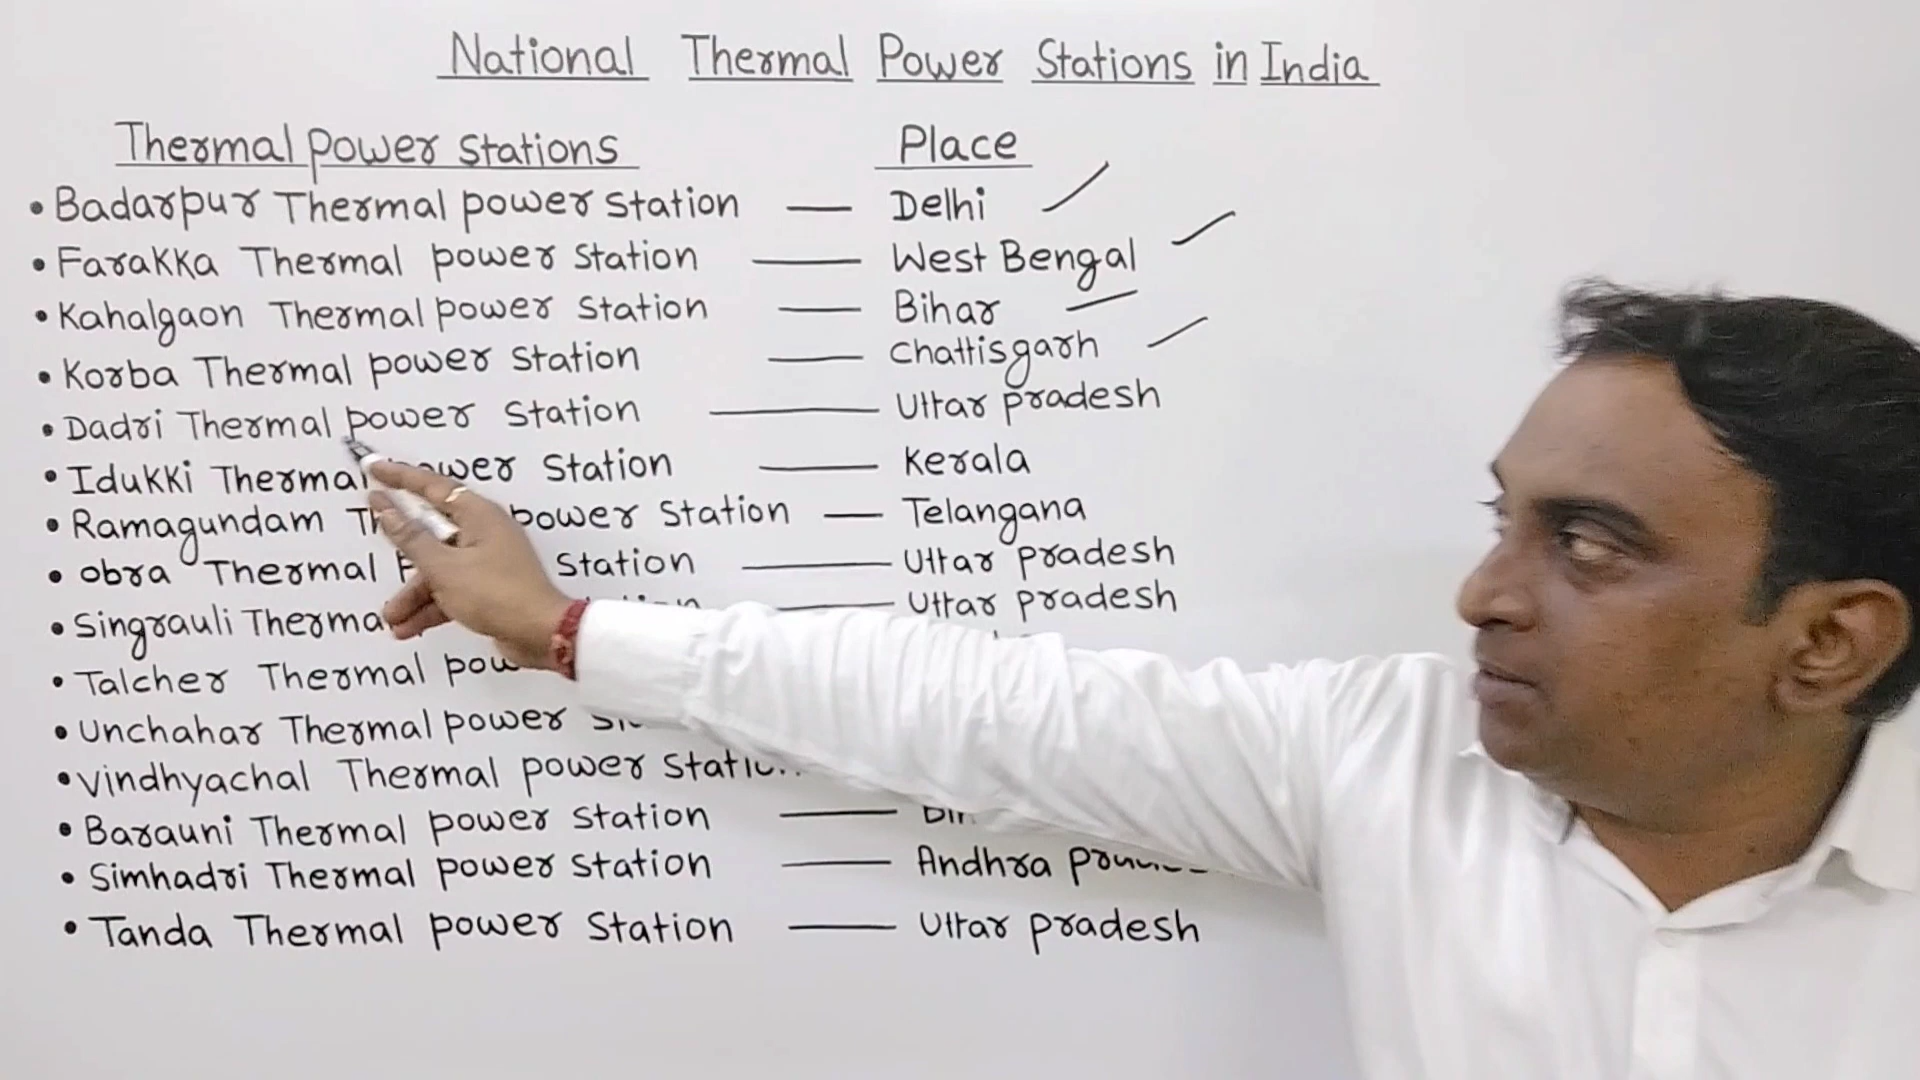 National Thermal Power Stations in India
Thermal power stations Place
• Badarpur Thermal power station — Delhi
• Farakka Thermal power station — West Bengal
• Kahalgaon Thermal power station — Bihar
• Korba Thermal power station — Chattisgarh
• Dadri Thermal power station — Uttar pradesh
• Idukki Thermal station — Kerala
• Ramagundam power station — Telangana
• obra Thermal station — Uttar pradesh
• Singrauli Thermal — Uttar pradesh
• Talcher Thermal
• Unchahar Thermal power
• Vindhyachal Thermal power station
• Barauni Thermal power station —
• Simhadri Thermal power station — Andhra
• Tanda Thermal power station — Uttar pradesh